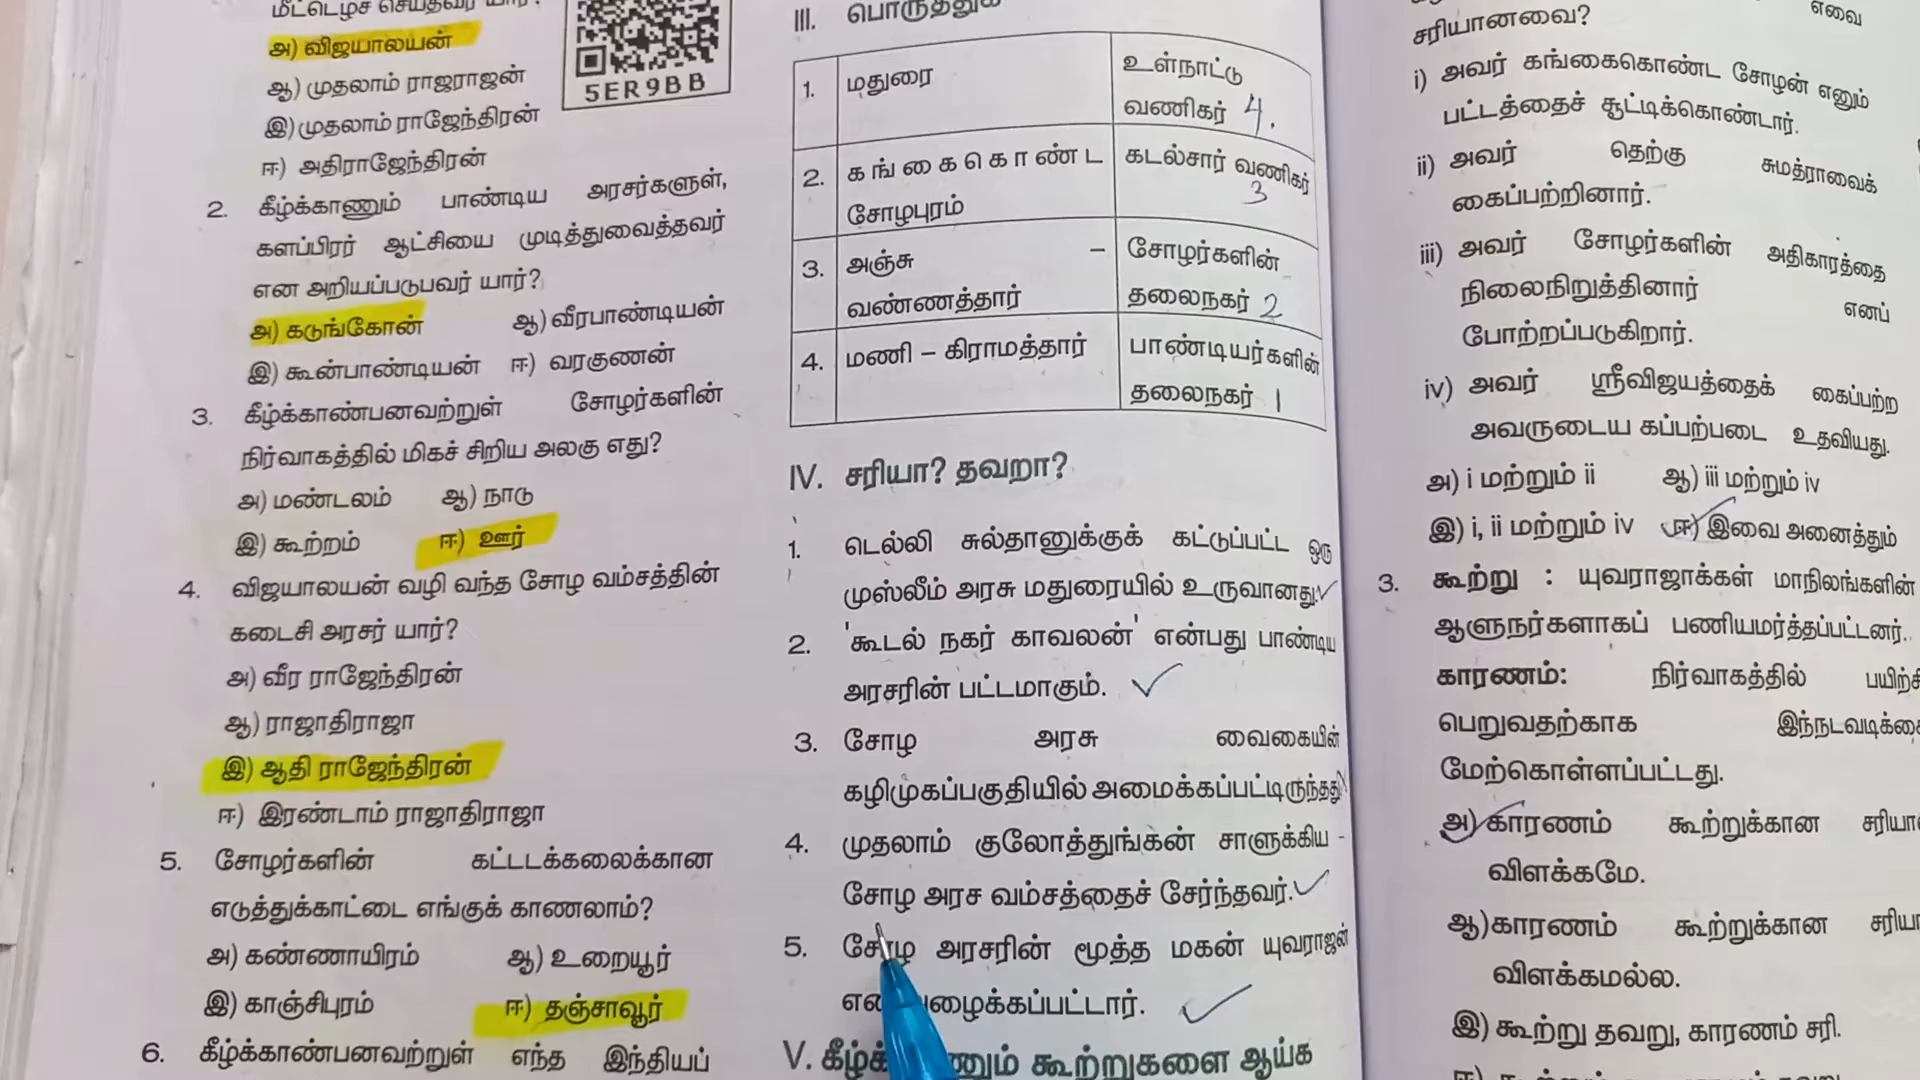 மீட்டெழச் செய்தவர் யார்?
அ) விஜயாலயன்
ஆ) முதலாம் ராஜராஜன்
இ) முதலாம் ராஜேந்திரன்
ஈ) அதிராஜேந்திரன்
5ER9BB
2. கீழ்க்காணும் பாண்டிய அரசர்களுள்,
களப்பிரர் ஆட்சியை முடித்துவைத்தவர்
என அறியப்படுபவர் யார்?
அ) கடுங்கோன் ஆ) வீரபாண்டியன்
இ) கூன்பாண்டியன் ஈ) வரகுணன்
3. கீழ்க்காண்பனவற்றுள் சோழர்களின்
நிர்வாகத்தில் மிகச் சிறிய அலகு எது?
அ) மண்டலம் ஆ) நாடு
இ) கூற்றம் ஈ) ஊர்
4. விஜயாலயன் வழி வந்த சோழ வம்சத்தின்
கடைசி அரசர் யார்?
அ) வீர ராஜேந்திரன்
ஆ) ராஜாதிராஜா
இ) ஆதி ராஜேந்திரன்
ஈ) இரண்டாம் ராஜாதிராஜா
5. சோழர்களின் கட்டடக்கலைக்கான
எடுத்துக்காட்டை எங்குக் காணலாம்?
அ) கண்ணாயிரம் ஆ) உறையூர்
இ) காஞ்சிபுரம் ஈ) தஞ்சாவூர்
6. கீழ்க்காண்பனவற்றுள் எந்த இந்தியப்
III. பொருத்துக
1. மதுரை உள்நாட்டு
வணிகர் 4.
2. கங்கைகொண்ட கடல்சார் வணிகர்
சோழபுரம் 3
3. அஞ்சு – சோழர்களின்
வண்ணத்தார் தலைநகர் 2
4. மணி – கிராமத்தார் பாண்டியர்களின்
தலைநகர் 1
IV. சரியா? தவறா?
1. டெல்லி சுல்தானுக்குக் கட்டுப்பட்ட ஒரு
முஸ்லீம் அரசு மதுரையில் உருவானது.
2. 'கூடல் நகர் காவலன்' என்பது பாண்டிய
அரசரின் பட்டமாகும்.
3. சோழ அரசு வைகையின்
கழிமுகப்பகுதியில் அமைக்கப்பட்டிருந்தது
4. முதலாம் குலோத்துங்கன் சாளுக்கிய -
சோழ அரச வம்சத்தைச் சேர்ந்தவர்.
5. சோழ அரசரின் மூத்த மகன் யுவராஜன்
V. கூற்றுகளை ஆய்க
எவை
சரியானவை?
i) அவர் கங்கைகொண்ட சோழன் எனும்
பட்டத்தைச் சூட்டிக்கொண்டார்.
ii) அவர் தெற்கு சுமத்ராவைக்
கைப்பற்றினார்.
iii) அவர் சோழர்களின் அதிகாரத்தை
நிலைநிறுத்தினார் எனப்
போற்றப்படுகிறார்.
iv) அவர் ஸ்ரீவிஜயத்தைக் கைப்பற்ற
அவருடைய கப்பற்படை உதவியது.
அ) i மற்றும் ii ஆ) iii மற்றும் iv
இ) i, ii மற்றும் iv ஈ) இவை அனைத்தும்
3. கூற்று : யுவராஜாக்கள் மாநிலங்களின்
ஆளுநர்களாகப் பணியமர்த்தப்பட்டனர்.
காரணம்: நிர்வாகத்தில்
பெறுவதற்காக
மேற்கொள்ளப்பட்டது.
அ) காரணம் கூற்றுக்கான
விளக்கமே.
ஆ) காரணம் கூற்றுக்கான
விளக்கமல்ல.
இ) கூற்று தவறு, காரணம் சரி.